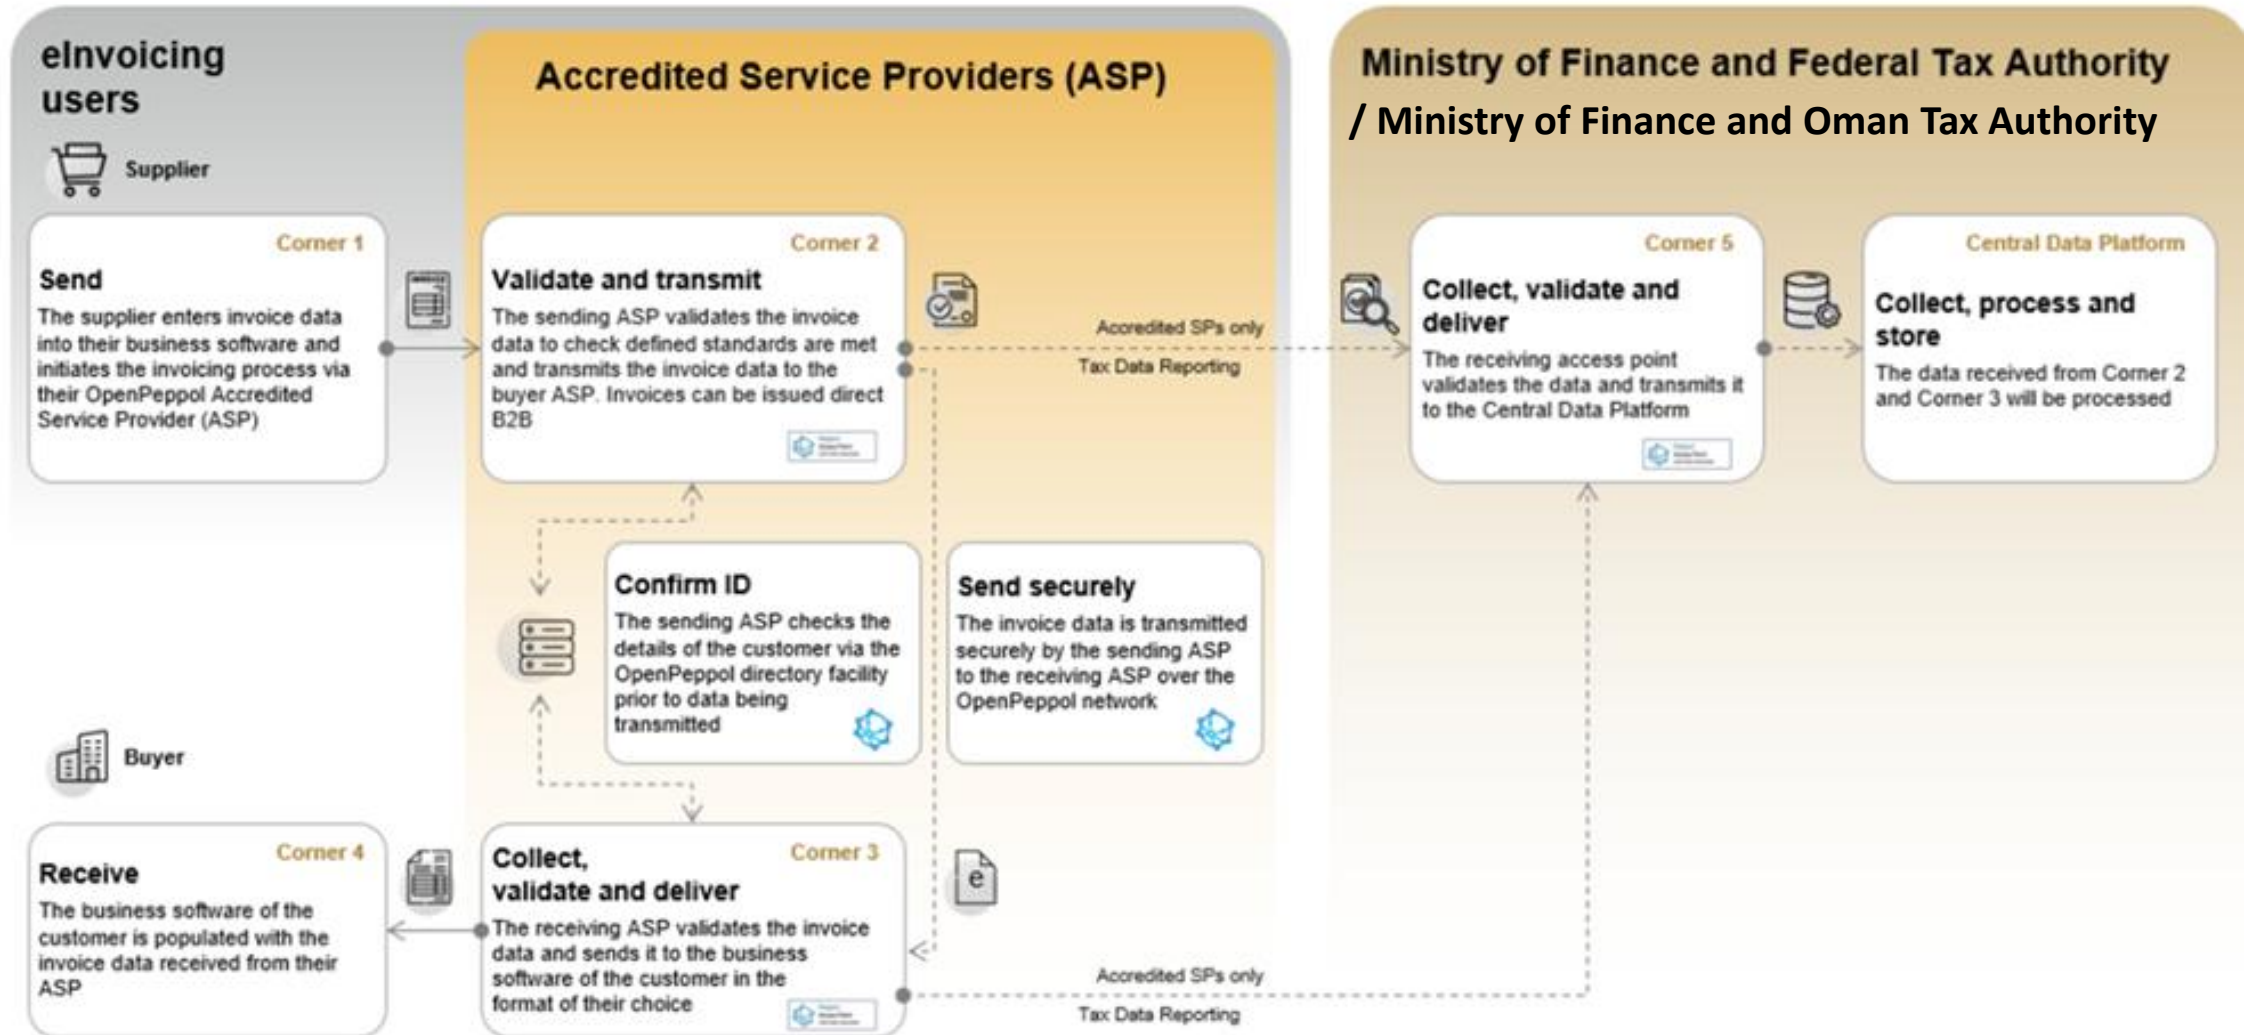 eInvoicing
users
Accredited Service Providers (ASP)
Ministry of Finance and Federal Tax Authority
/ Ministry of Finance and Oman Tax Authority
Supplier
Corner 1
Send
The supplier enters invoice data
into their business software and
initiates the invoicing process via
their OpenPeppol Accredited
Service Provider (ASP)
Corner 2
Validate and transmit
The sending ASP validates the invoice
data to check defined standards are met
and transmits the invoice data to the
buyer ASP. Invoices can be issued direct
B2B
Accredited SPs only
Tax Data Reporting
Corner 5
Collect, validate and
deliver
The receiving access point
validates the data and transmits it
to the Central Data Platform
Central Data Platform
Collect, process and
store
The data received from Corner 2
and Corner 3 will be processed
Confirm ID
The sending ASP checks the
details of the customer via the
OpenPeppol directory facility
prior to data being
transmitted
Send securely
The invoice data is transmitted
securely by the sending ASP
to the receiving ASP over the
OpenPeppol network
Buyer
Corner 4
Receive
The business software of the
customer is populated with the
invoice data received from their
ASP
Corner 3
Collect,
validate and deliver
The receiving ASP validates the invoice
data and sends it to the business
software of the customer in the
format of their choice
e
Accredited SPs only
Tax Data Reporting